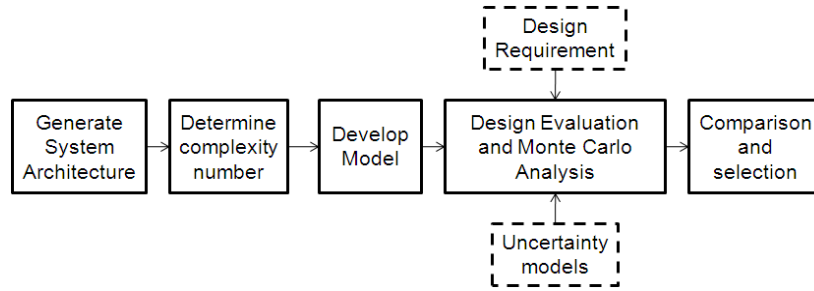 Design
Requirement
Generate
System
Architecture
Determine
complexity
number
Develop
Model
Design Evaluation
and Monte Carlo
Analysis
Comparison
and
selection
Uncertainty
models